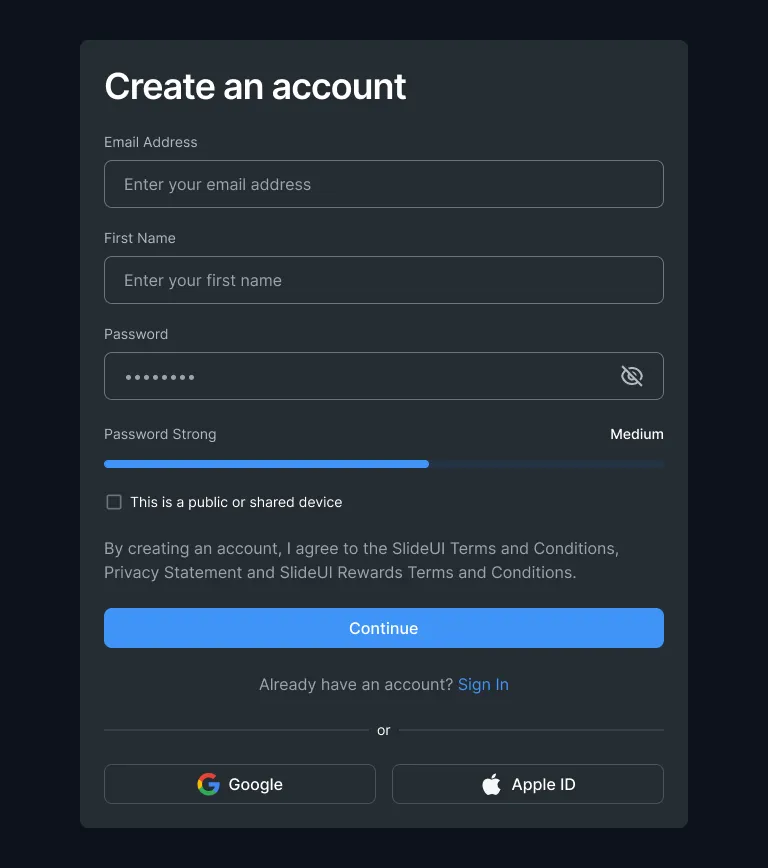 Create an account
Email Address
Enter your email address
First Name
Enter your first name
Password
••••••••
Password Strong Medium
This is a public or shared device
By creating an account, I agree to the SlideUI Terms and Conditions,
Privacy Statement and SlideUI Rewards Terms and Conditions.
Continue
Already have an account? Sign In
or
Google Apple ID